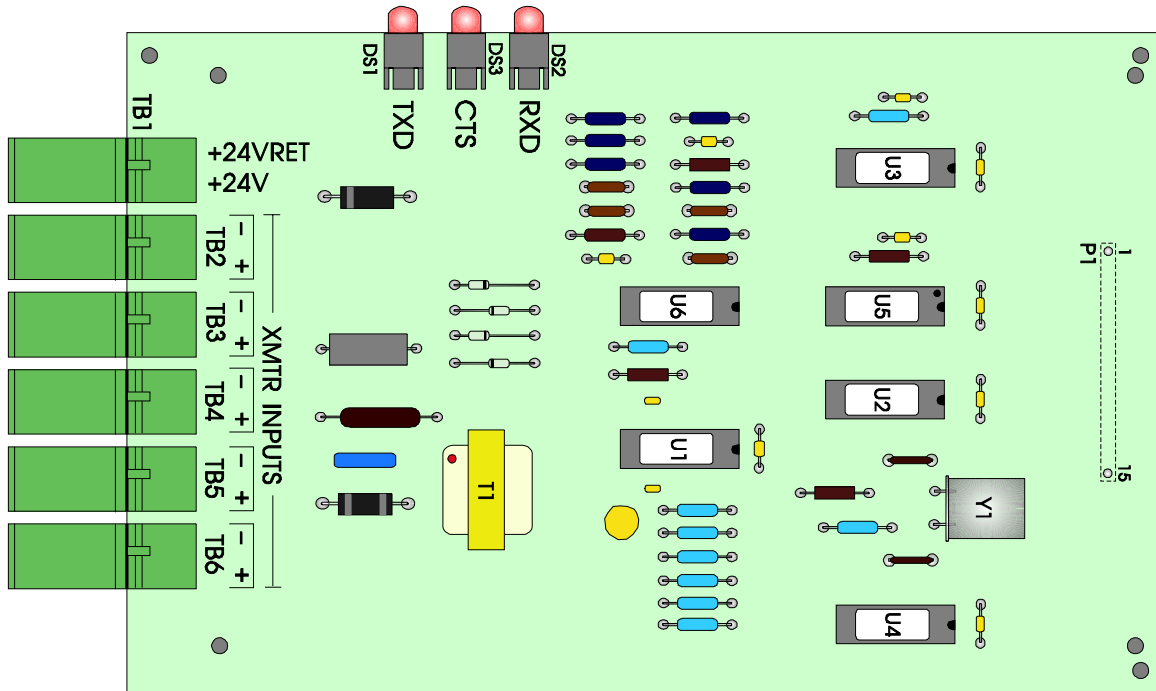 DS1
DS3
DS2
TXD
CTS
RXD
TB1
+24VRET
+24V
TB2
-
+
TB3
-
+
TB4
-
+
TB5
-
+
TB6
-
+
XMTR INPUTS
T1
U6
U1
U3
U5
U2
U4
Y1
P1
1
15